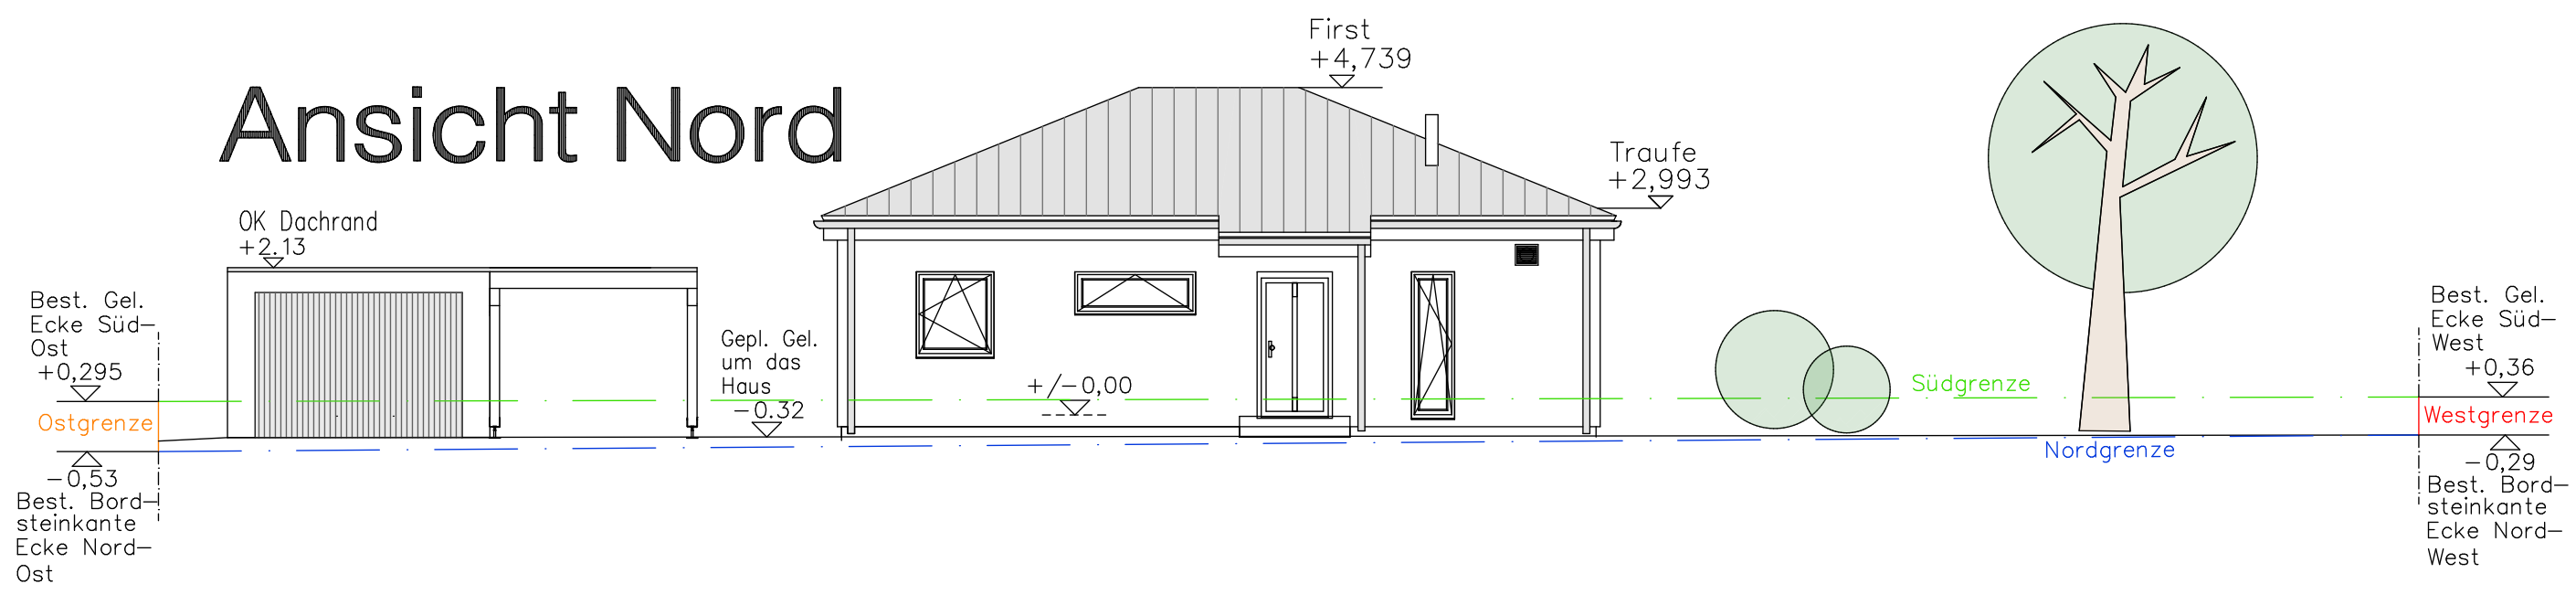 Ansicht Nord
First
+4,739
Traufe
+2,993
OK Dachrand
+2.13
Best. Gel.
Ecke Süd–
Ost
+0,295
Ostgrenze
–0,53
Best. Bord–
steinkante
Ecke Nord–
Ost
Gepl. Gel.
um das
Haus
–0.32
+/–0,00
Südgrenze
Nordgrenze
Best. Gel.
Ecke Süd–
West
+0,36
Westgrenze
–0,29
Best. Bord–
steinkante
Ecke Nord–
West